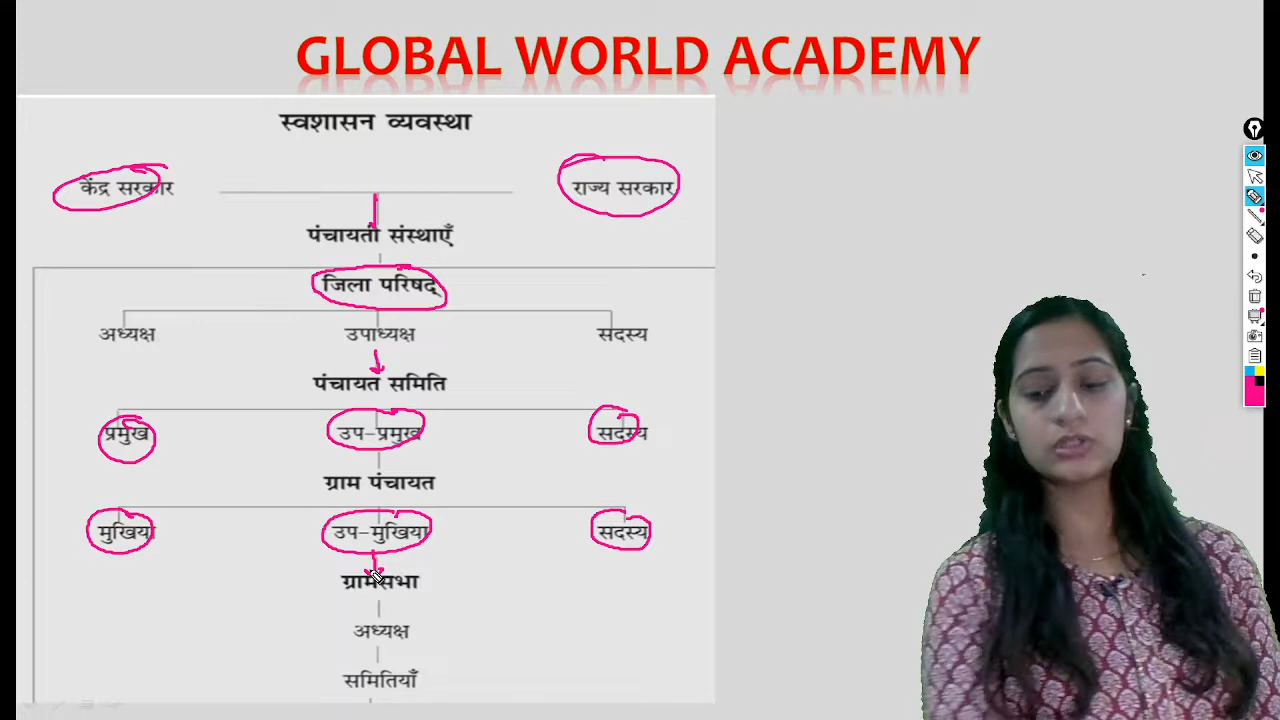 GLOBAL WORLD ACADEMY
स्वशासन व्यवस्था
केंद्र सरकार राज्य सरकार
पंचायती संस्थाएँ
जिला परिषद्
अध्यक्ष उपाध्यक्ष सदस्य
पंचायत समिति
प्रमुख उप-प्रमुख सदस्य
ग्राम पंचायत
मुखिया उप-मुखिया सदस्य
ग्रामसभा
अध्यक्ष
समितियाँ